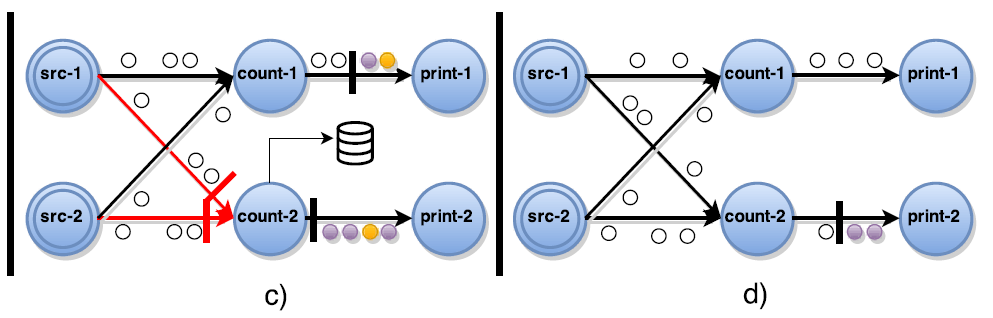 src-1 count-1 print-1 src-1 count-1 print-1
src-2 count-2 print-2 src-2 count-2 print-2
c) d)